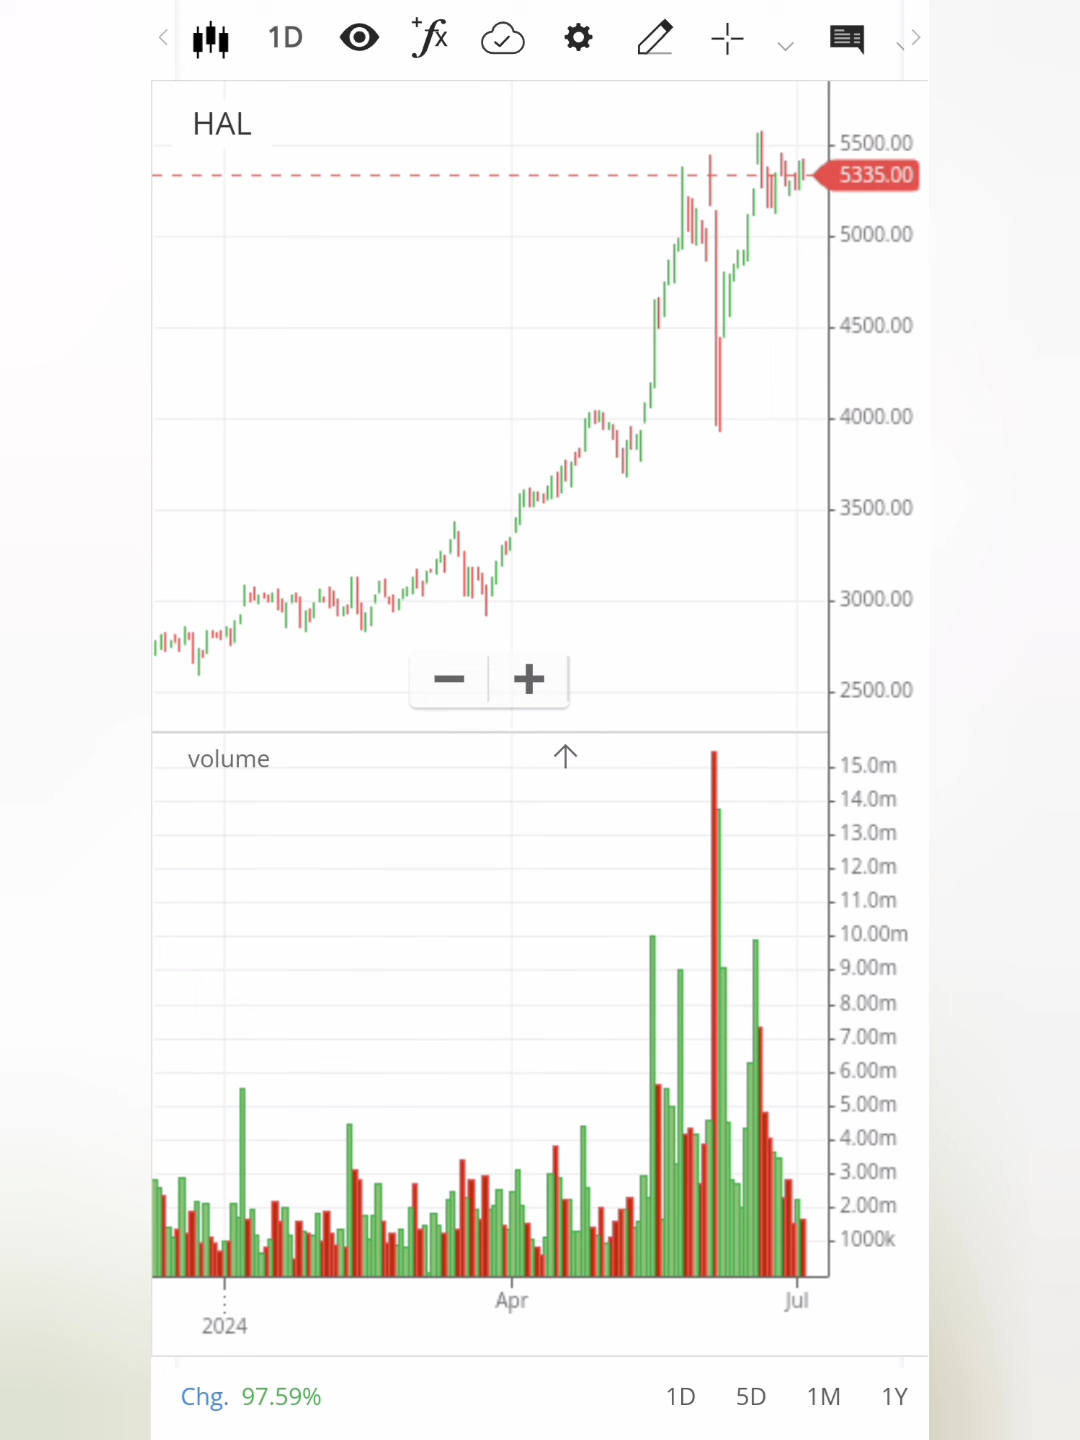 1D
+fx
HAL
5500.00
5335.00
5000.00
4500.00
4000.00
3500.00
3000.00
2500.00
volume
15.0m
14.0m
13.0m
12.0m
11.0m
10.00m
9.00m
8.00m
7.00m
6.00m
5.00m
4.00m
3.00m
2.00m
1000k
Apr
Jul
2024
Chg. 97.59% 1D 5D 1M 1Y